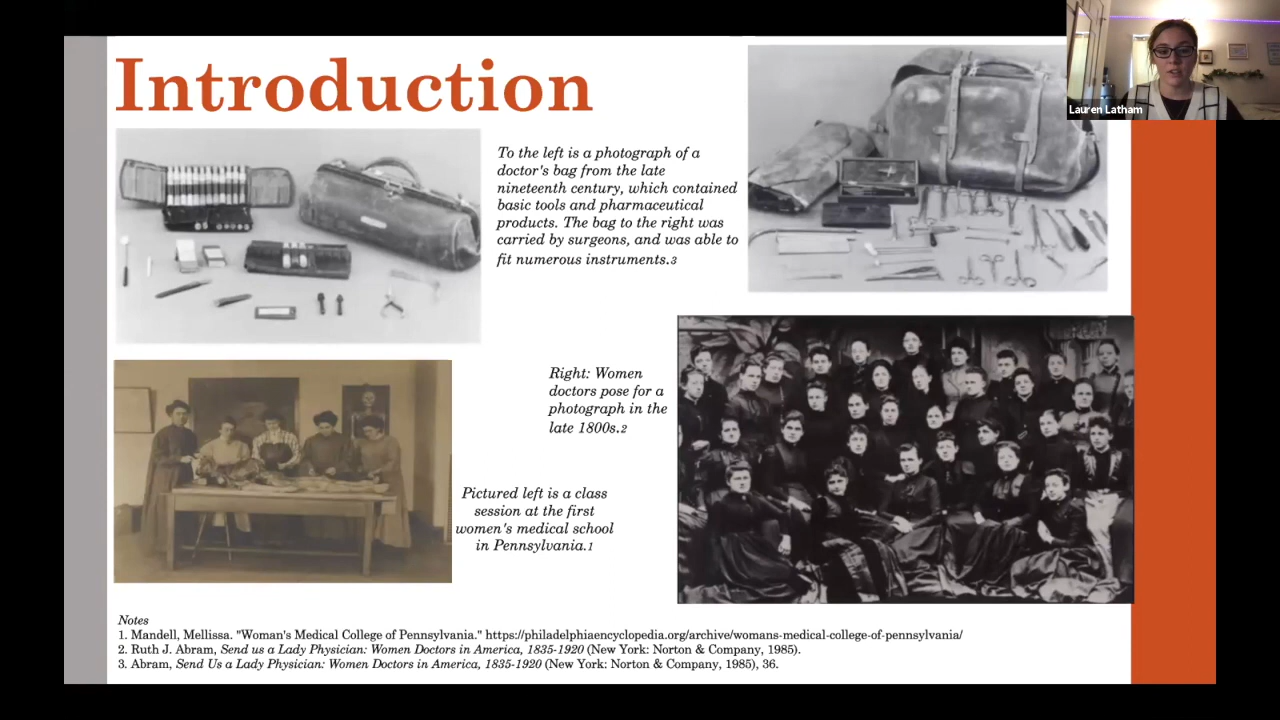 Introduction
Lauren Latham
To the left is a photograph of a
doctor's bag from the late
nineteenth century, which contained
basic tools and pharmaceutical
products. The bag to the right was
carried by surgeons, and was able to
fit numerous instruments.3
Right: Women
doctors pose for a
photograph in the
late 1800s.2
Pictured left is a class
session at the first
women's medical school
in Pennsylvania.1
Notes
1. Mandell, Mellissa. "Woman's Medical College of Pennsylvania." https://philadelphiaencyclopedia.org/archive/womans-medical-college-of-pennsylvania/
2. Ruth J. Abram, Send us a Lady Physician: Women Doctors in America, 1835-1920 (New York: Norton & Company, 1985).
3. Abram, Send Us a Lady Physician: Women Doctors in America, 1835-1920 (New York: Norton & Company, 1985), 36.